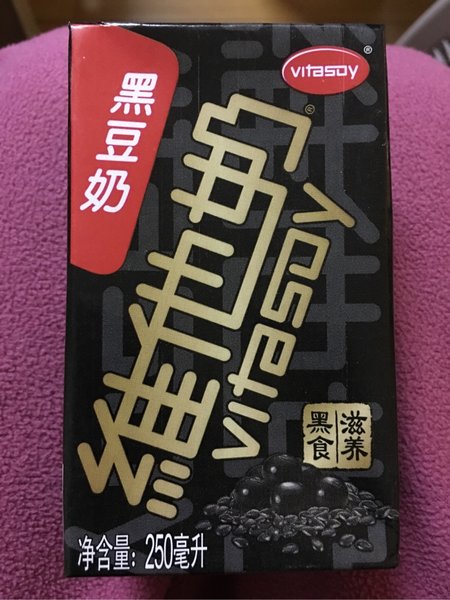 vitasoy
黑豆奶
維他奶
vitasoy
黑食
滋养
净含量：250毫升